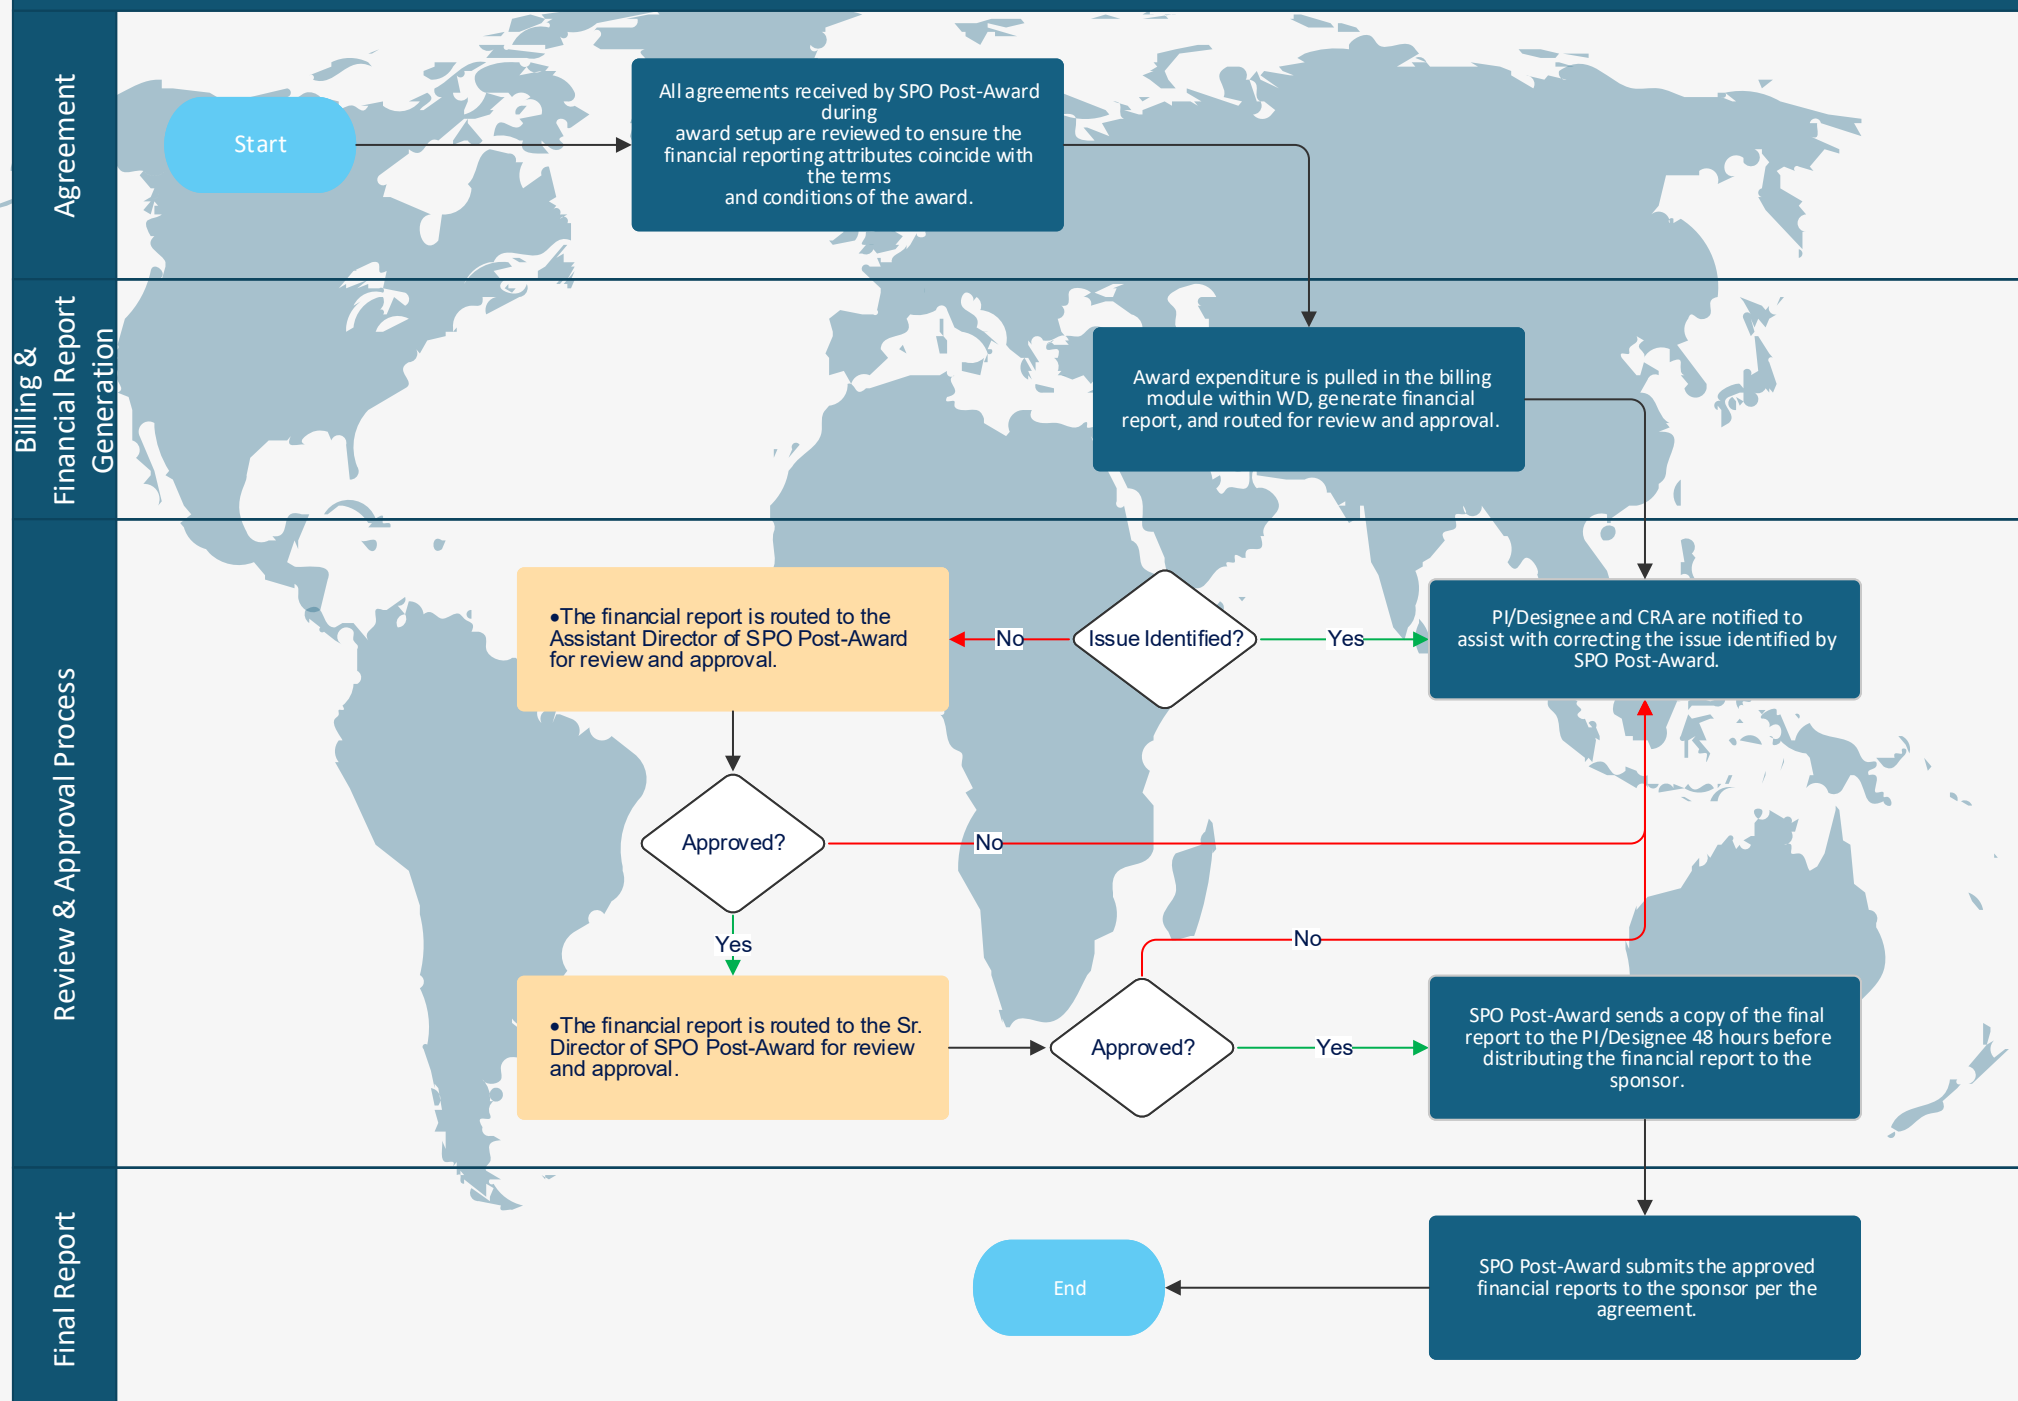 Agreement
Start
All agreements received by SPO Post-Award
during
award setup are reviewed to ensure the
financial reporting attributes coincide with
the terms
and conditions of the award.
Billing &
Financial Report
Generation
Award expenditure is pulled in the billing
module within WD, generate financial
report, and routed for review and approval.
Review & Approval Process
•The financial report is routed to the
Assistant Director of SPO Post-Award
for review and approval.
No
Issue Identified?
Yes
PI/Designee and CRA are notified to
assist with correcting the issue identified by
SPO Post-Award.
Approved?
No
Yes
No
•The financial report is routed to the Sr.
Director of SPO Post-Award for review
and approval.
Approved?
Yes
SPO Post-Award sends a copy of the final
report to the PI/Designee 48 hours before
distributing the financial report to the
sponsor.
Final Report
End
SPO Post-Award submits the approved
financial reports to the sponsor per the
agreement.